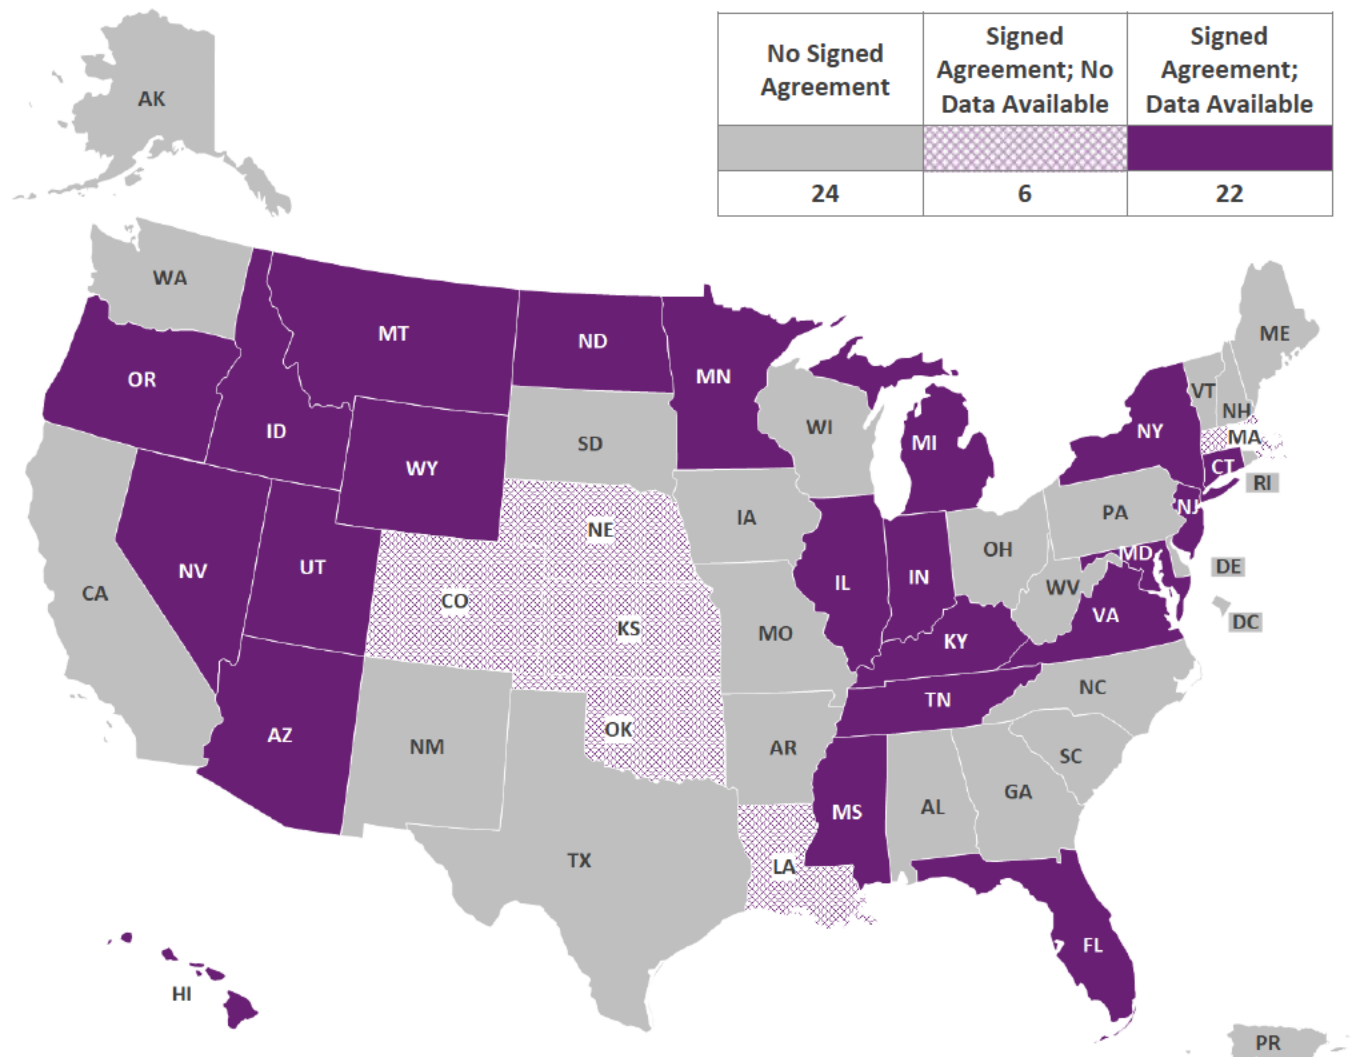 No Signed
Agreement
Signed
Agreement; No
Data Available
Signed
Agreement;
Data Available
24
6
22
AK
WA
MT
ND
MN
OR
ID
WY
SD
WI
MI
ME
VT
NH
NY
MA
CT
RI
NE
IA
PA
NJ
NV
UT
CO
KS
CA
IL
IN
OH
MD
DE
WV
VA
DC
MO
KY
TN
NC
AZ
NM
OK
AR
SC
MS
AL
GA
TX
LA
FL
HI
PR